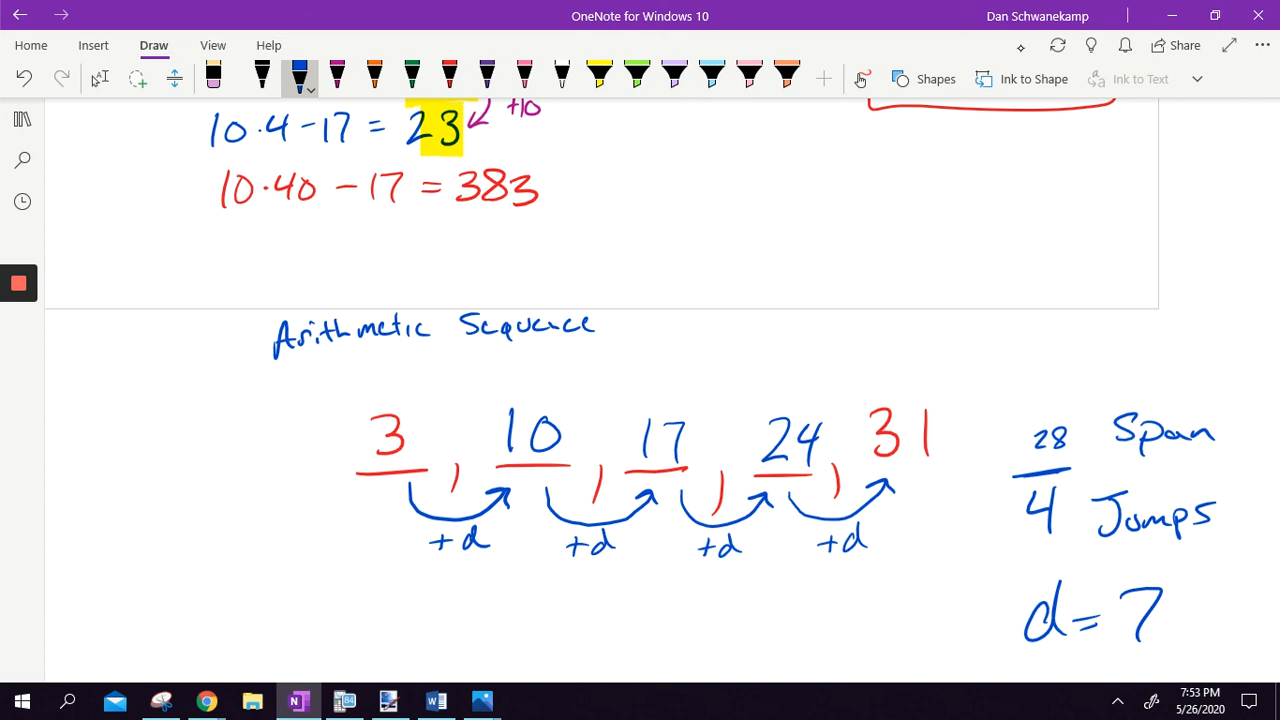 OneNote for Windows 10
Dan Schwanekamp
Home Insert Draw View Help
Share
Shapes
Ink to Shape
Ink to Text
+10
10·4 -17 = 23
10·40 - 17 = 383
Arithmetic Sequence
3, 10, 17, 24, 31
+d +d +d +d
28 Span
4 Jumps
d = 7
7:53 PM
5/26/2020